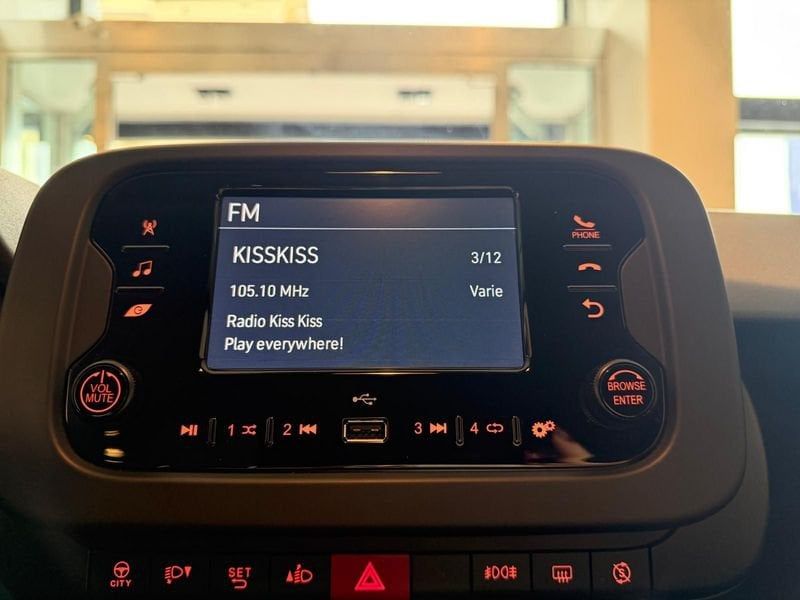 FM
KISSKISS 3/12
105.10 MHz Varie
Radio Kiss Kiss
Play everywhere!
PHONE
VOL
MUTE
BROWSE
ENTER
1 2 3 4
CITY SET